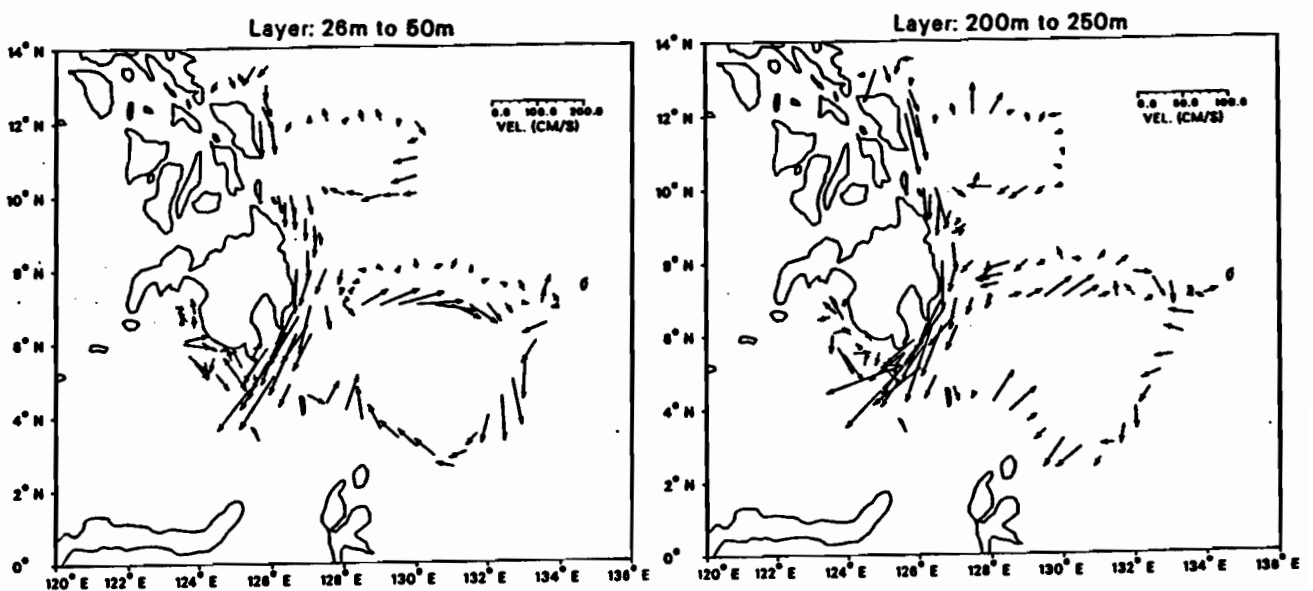 Layer: 26m to 50m
14° N
12° N
10° N
8° N
6° N
4° N
2° N
0°
0.0 100.0 200.0
VEL. (CM/S)
120° E 122° E 124° E 126° E 128° E 130° E 132° E 134° E 136° E
Layer: 200m to 250m
14° N
12° N
10° N
8° N
6° N
4° N
2° N
0°
0.0 50.0 100.0
VEL. (CM/S)
120° E 122° E 124° E 126° E 128° E 130° E 132° E 134° E 136° E